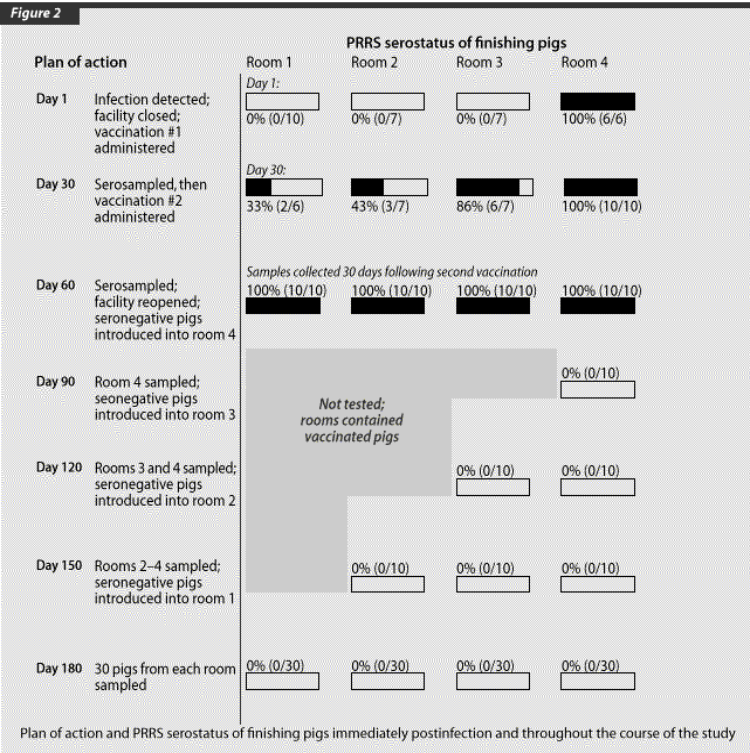 Figure 2
PRRS serostatus of finishing pigs
Plan of action Room 1 Room 2 Room 3 Room 4
Day 1:
Day 1 Infection detected;
facility closed;
vaccination #1
administered
0% (0/10) 0% (0/7) 0% (0/7) 100% (6/6)
Day 30:
Day 30 Serosampled, then
vaccination #2
administered
33% (2/6) 43% (3/7) 86% (6/7) 100% (10/10)
Samples collected 30 days following second vaccination
Day 60 Serosampled;
facility reopened;
seronegative pigs
introduced into room 4
100% (10/10) 100% (10/10) 100% (10/10) 100% (10/10)
Day 90 Room 4 sampled;
seonegative pigs
introduced into room 3
0% (0/10)
Not tested;
rooms contained
vaccinated pigs
Day 120 Rooms 3 and 4 sampled;
seronegative pigs
introduced into room 2
0% (0/10) 0% (0/10)
Day 150 Rooms 2–4 sampled;
seronegative pigs
introduced into room 1
0% (0/10) 0% (0/10) 0% (0/10)
Day 180 30 pigs from each room
sampled
0% (0/30) 0% (0/30) 0% (0/30) 0% (0/30)
Plan of action and PRRS serostatus of finishing pigs immediately postinfection and throughout the course of the study